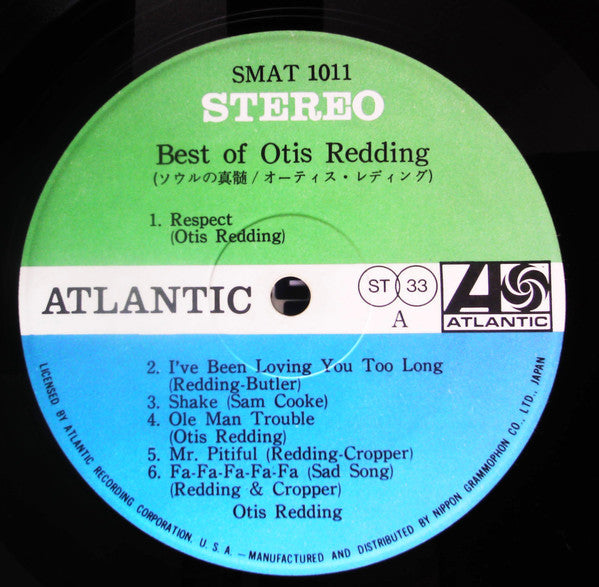 SMAT 1011
STEREO
Best of Otis Redding
(ソウルの真髄 / オーティス・レディング)
1. Respect
(Otis Redding)
ATLANTIC
ST 33
A
ATLANTIC
2. I've Been Loving You Too Long
(Redding-Butler)
3. Shake (Sam Cooke)
4. Ole Man Trouble
(Otis Redding)
5. Mr. Pitiful (Redding-Cropper)
6. Fa-Fa-Fa-Fa-Fa (Sad Song)
(Redding & Cropper)
Otis Redding
LICENSED BY ATLANTIC RECORDING CORPORATION, U. S. A. —MANUFACTURED AND DISTRIBUTED BY NIPPON GRAMMOPHON CO., LTD., JAPAN